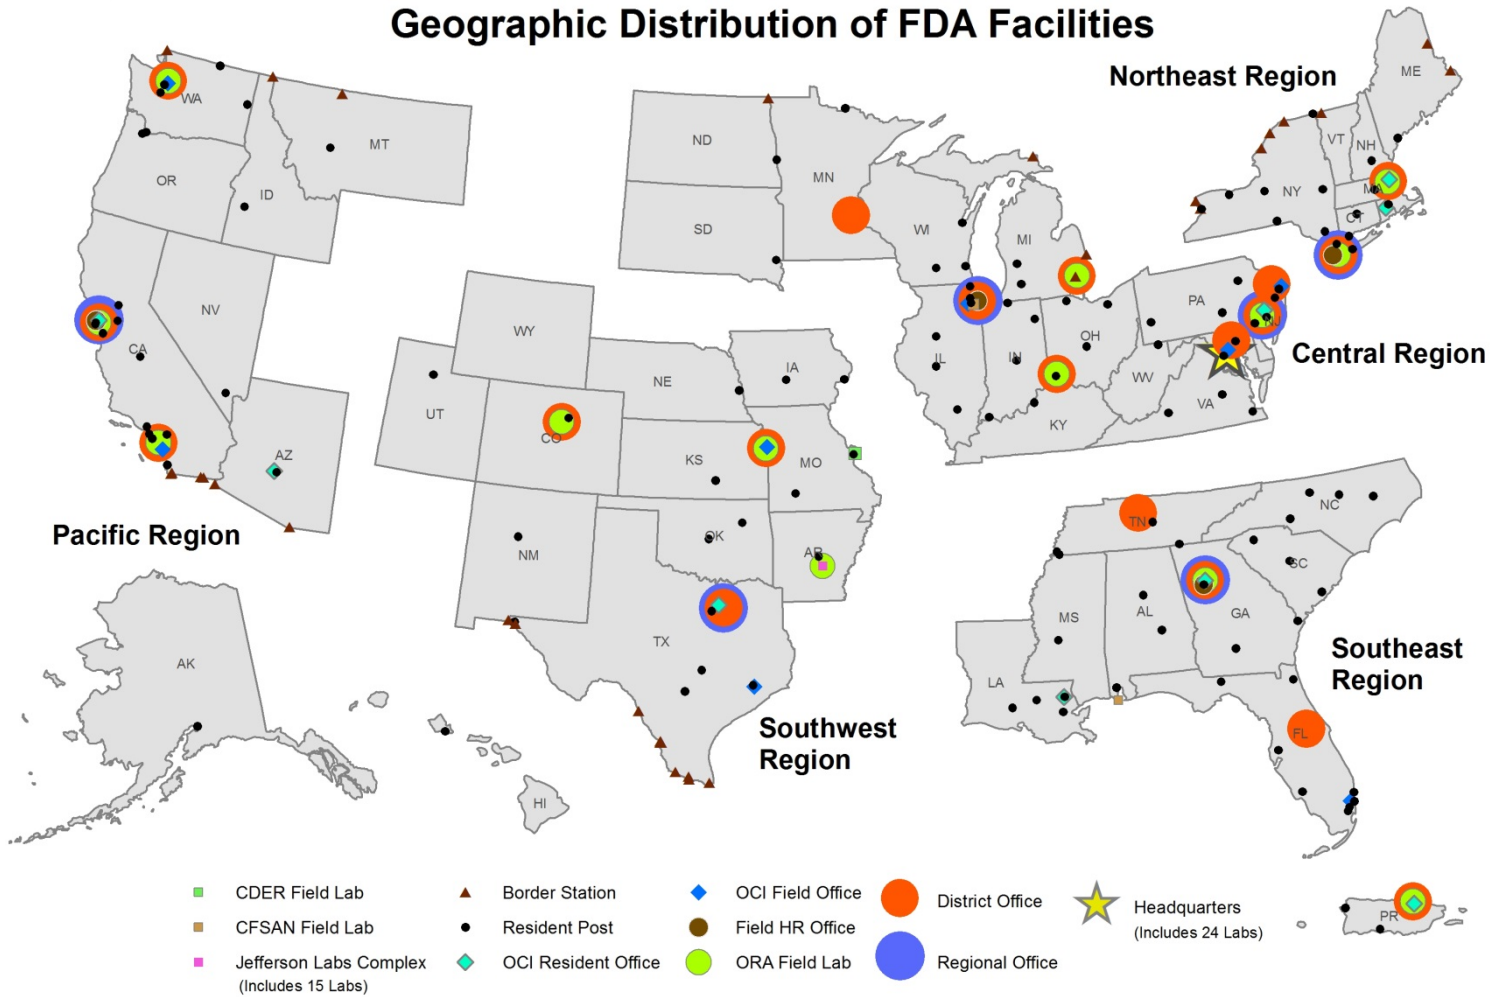 Geographic Distribution of FDA Facilities
Northeast Region
ME
WA
MT
VT
NH
ND
OR
ID
MN
NY
MA
SD
WI
MI
CT
NV
PA
NJ
WY
CA
OH
Central Region
IL
IN
NE
IA
UT
WV
VA
CO
KY
AZ
KS
MO
Pacific Region
NC
TN
OK
NM
AR
SC
MS
AL
GA
TX
Southeast
Region
AK
LA
Southwest
Region
FL
HI
CDER Field Lab
CFSAN Field Lab
Jefferson Labs Complex
(Includes 15 Labs)
Border Station
Resident Post
OCI Resident Office
OCI Field Office
Field HR Office
ORA Field Lab
District Office
Regional Office
Headquarters
(Includes 24 Labs)
PR